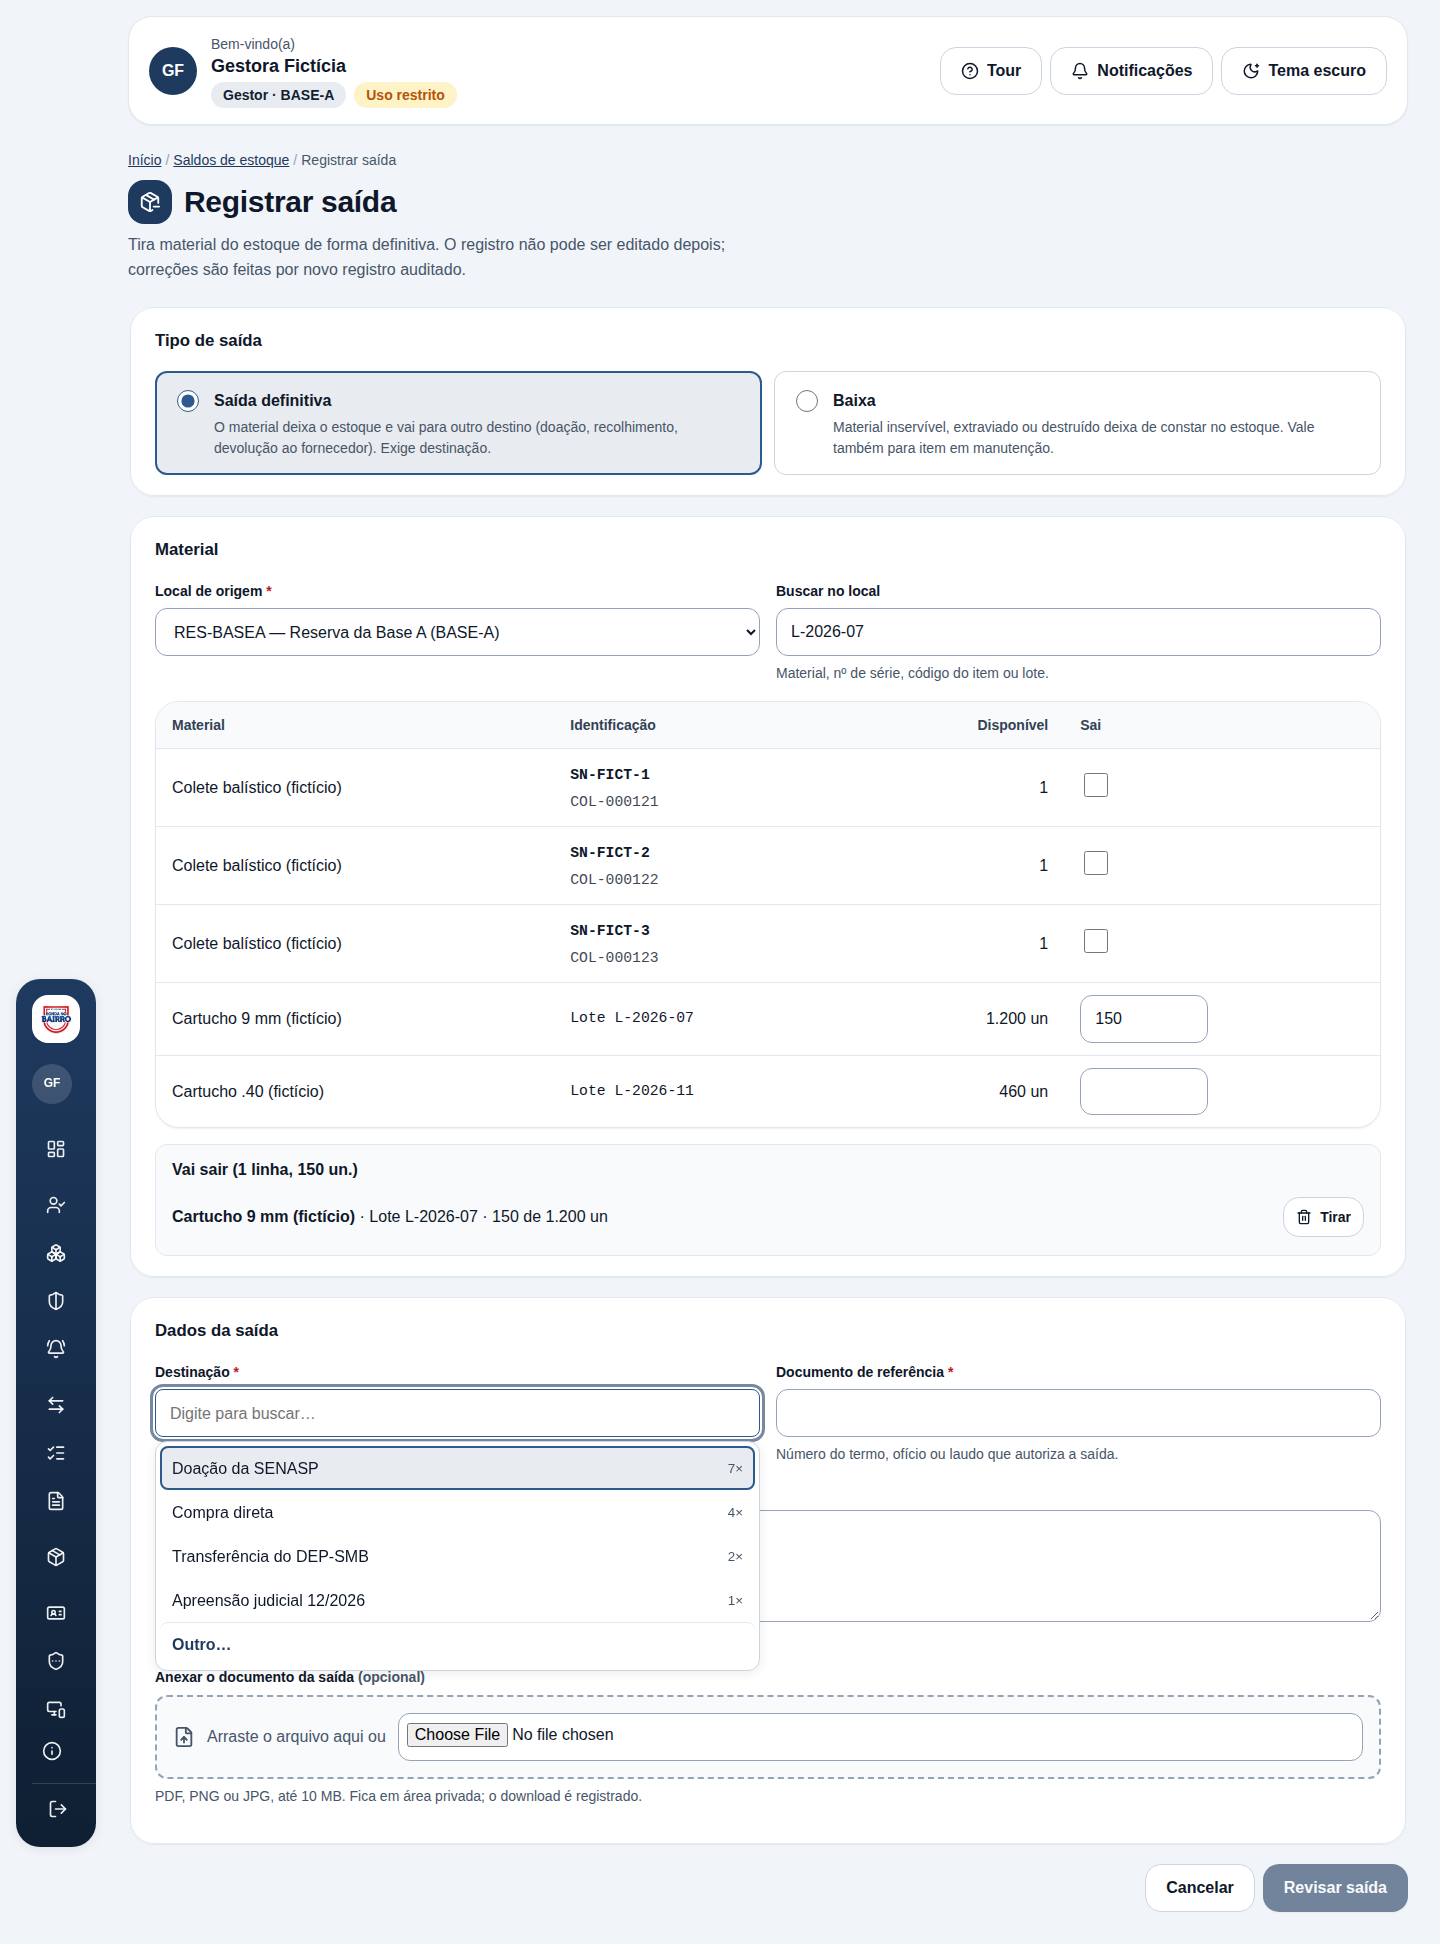 GF
Bem-vindo(a)
Gestora Fictícia
Gestor · BASE-A
Uso restrito
Tour
Notificações
Tema escuro
Início / Saldos de estoque / Registrar saída
Registrar saída
Tira material do estoque de forma definitiva. O registro não pode ser editado depois;
correções são feitas por novo registro auditado.
Tipo de saída
Saída definitiva
O material deixa o estoque e vai para outro destino (doação, recolhimento,
devolução ao fornecedor). Exige destinação.
Baixa
Material inservível, extraviado ou destruído deixa de constar no estoque. Vale
também para item em manutenção.
Material
Local de origem *
RES-BASEA — Reserva da Base A (BASE-A)
Buscar no local
L-2026-07
Material, nº de série, código do item ou lote.
Material Identificação Disponível Sai
Colete balístico (fictício) SN-FICT-1 1
COL-000121
Colete balístico (fictício) SN-FICT-2 1
COL-000122
Colete balístico (fictício) SN-FICT-3 1
COL-000123
Cartucho 9 mm (fictício) Lote L-2026-07 1.200 un 150
Cartucho .40 (fictício) Lote L-2026-11 460 un
Vai sair (1 linha, 150 un.)
Cartucho 9 mm (fictício) · Lote L-2026-07 · 150 de 1.200 un
Tirar
Dados da saída
Destinação *
Digite para buscar…
Documento de referência *
Número do termo, ofício ou laudo que autoriza a saída.
Doação da SENASP 7×
Compra direta 4×
Transferência do DEP-SMB 2×
Apreensão judicial 12/2026 1×
Outro…
Anexar o documento da saída (opcional)
Arraste o arquivo aqui ou
Choose File No file chosen
PDF, PNG ou JPG, até 10 MB. Fica em área privada; o download é registrado.
Cancelar
Revisar saída
BAIRRO
GF